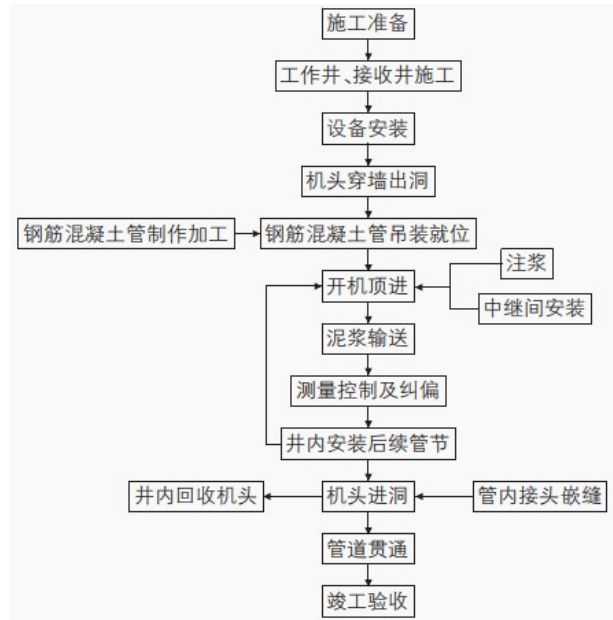 施工准备
工作井、接收井施工
设备安装
机头穿墙出洞
钢筋混凝土管制作加工
钢筋混凝土管吊装就位
注浆
开机顶进
中继间安装
泥浆输送
测量控制及纠偏
井内安装后续管节
井内回收机头
机头进洞
管内接头嵌缝
管道贯通
竣工验收